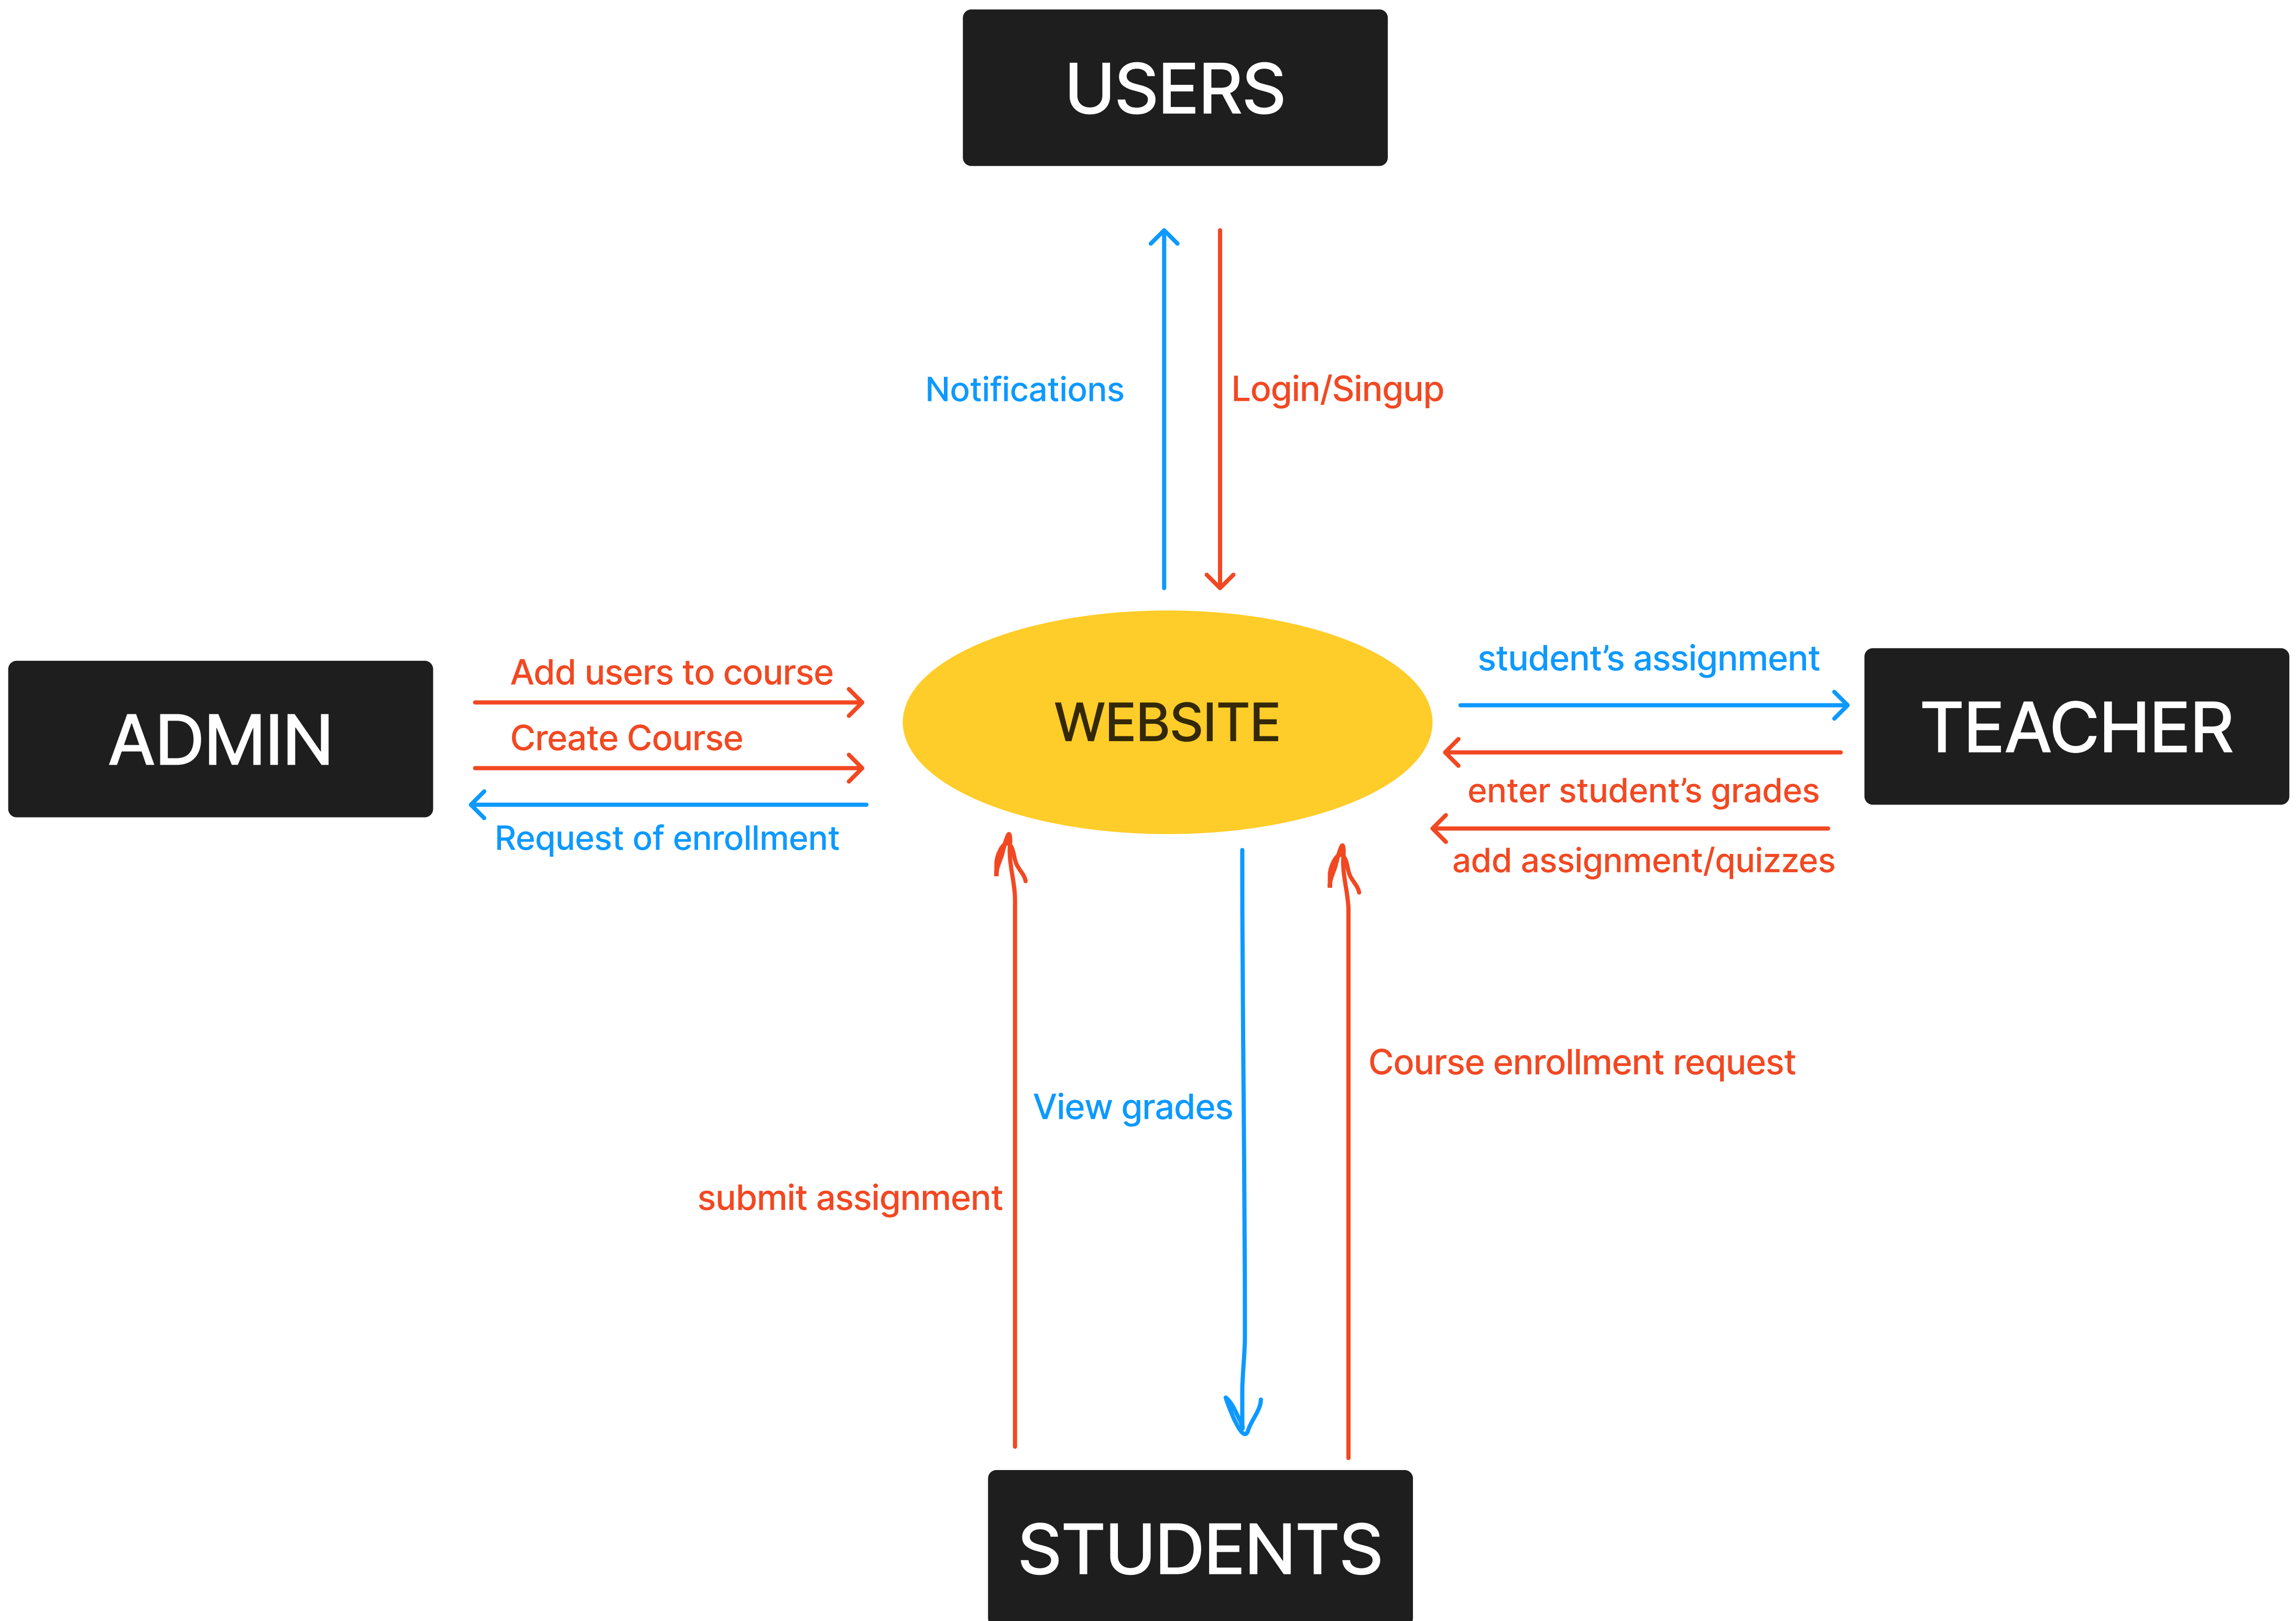 USERS
Notifications
Login/Singup
Add users to course
Create Course
Request of enrollment
ADMIN
WEBSITE
student’s assignment
enter student’s grades
add assignment/quizzes
TEACHER
Course enrollment request
View grades
submit assignment
STUDENTS